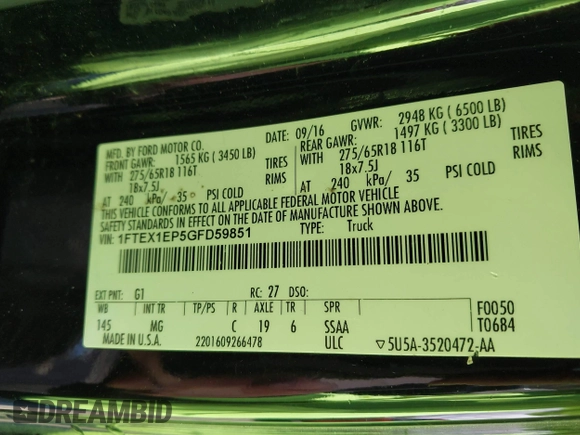 MFD. BY FORD MOTOR CO. DATE: 09/16 GVWR: 2948 KG ( 6500 LB)
FRONT GAWR: 1565 KG ( 3450 LB) REAR GAWR: 1497 KG ( 3300 LB)
WITH 275/65R18 116T TIRES WITH 275/65R18 116T TIRES
18x7.5J RIMS 18x7.5J RIMS
AT 240 kPa/ 35 PSI COLD AT 240 kPa/ 35 PSI COLD
THIS VEHICLE CONFORMS TO ALL APPLICABLE FEDERAL MOTOR VEHICLE
SAFETY STANDARDS IN EFFECT ON THE DATE OF MANUFACTURE SHOWN ABOVE.
VIN: 1FTEX1EP5GFD59851 TYPE: Truck
EXT PNT: G1 RC: 27 DSO:
WB INT TR TP/PS R AXLE TR SPR F0050
145 MG C 19 6 SSAA T0684
MADE IN U.S.A. 2201609266478 ULC ▽5U5A-3520472-AA
DREAMBID